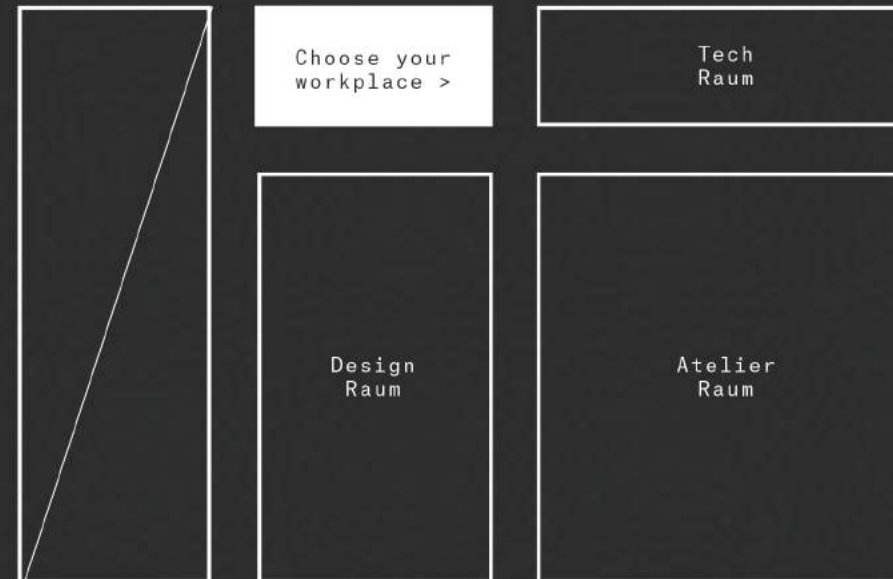 Choose your
workplace >
Tech
Raum
Design
Raum
Atelier
Raum